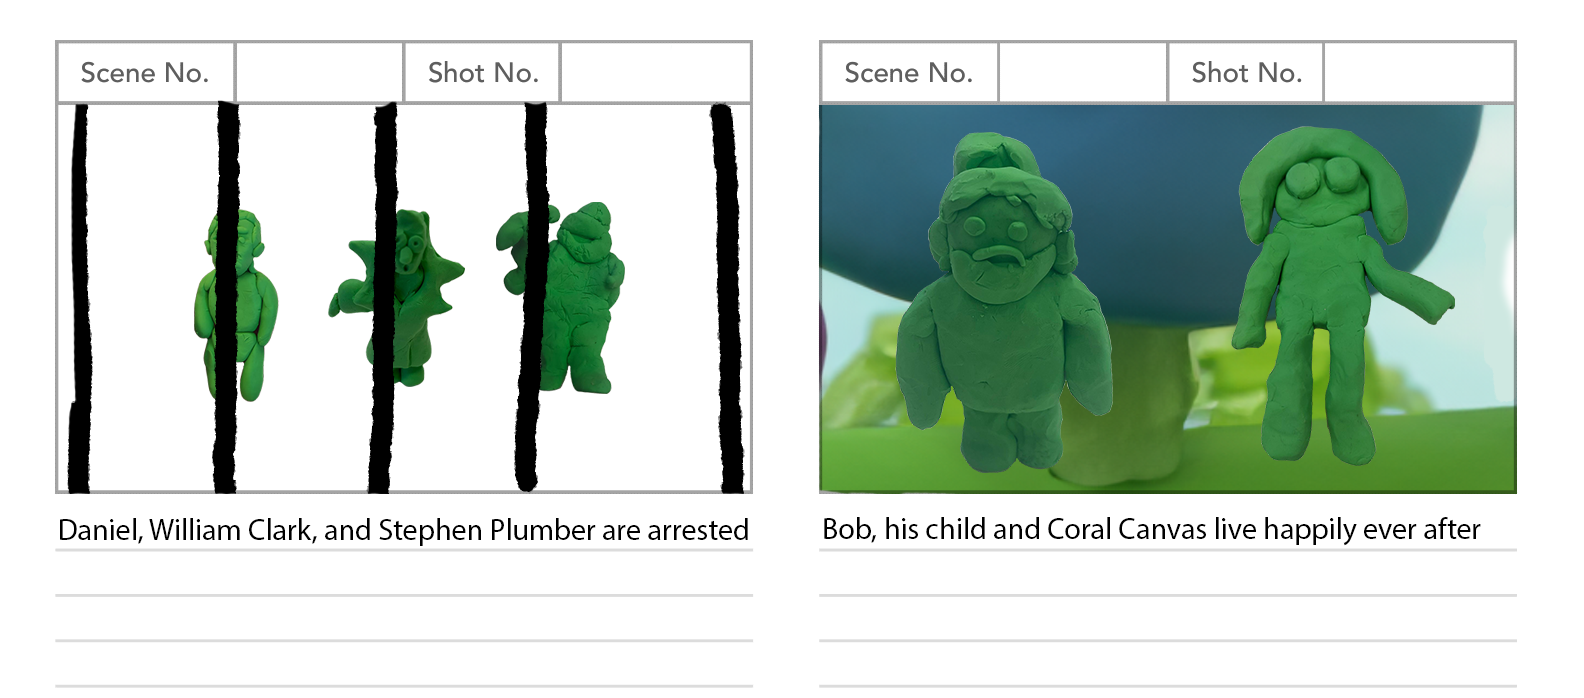 Scene No.
Shot No.
Scene No.
Shot No.
Daniel, William Clark, and Stephen Plumber are arrested
Bob, his child and Coral Canvas live happily ever after